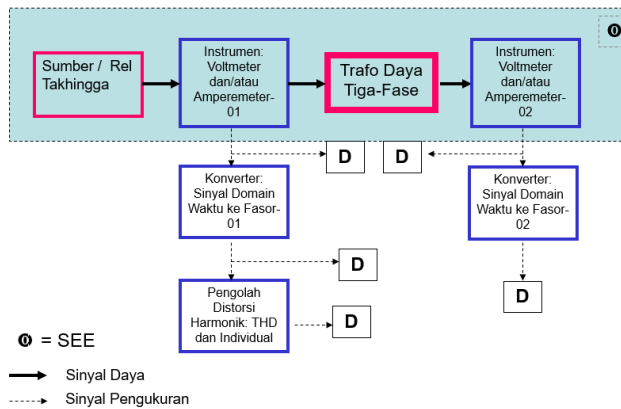 Sumber / Rel
Takhingga
Instrumen:
Voltmeter
dan/atau
Amperemeter-
01
Trafo Daya
Tiga-Fase
Instrumen:
Voltmeter
dan/atau
Amperemeter-
02
D
D
Konverter:
Sinyal Domain
Waktu ke Fasor-
01
Konverter:
Sinyal Domain
Waktu ke Fasor-
02
D
D
Pengolah
Distorsi
Harmonik: THD
dan Individual
D
= SEE
Sinyal Daya
Sinyal Pengukuran